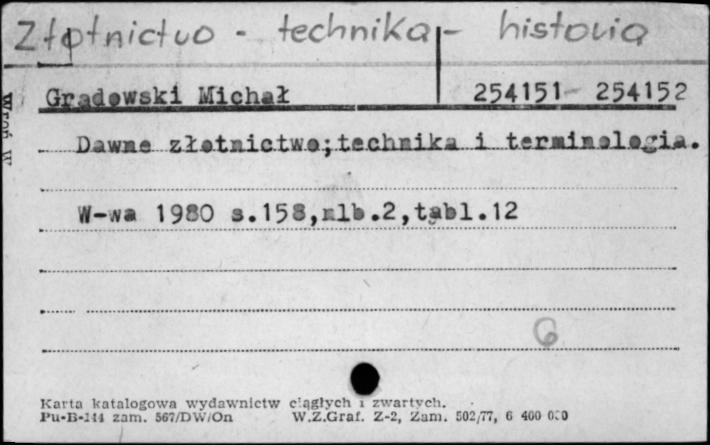 Złotnictwo - technika - historia
Gradowski Michał 254151- 254152
Dawne złotnictwo;technika i terminologia.
W-wa 1980 s.158,nlb.2,tabl.12
6
Karta katalogowa wydawnictw ciągłych i zwartych.
Pu-B-144 zam. 567/DW/On W.Z.Graf. Z-2, Zam. 502/77, 6 400 000